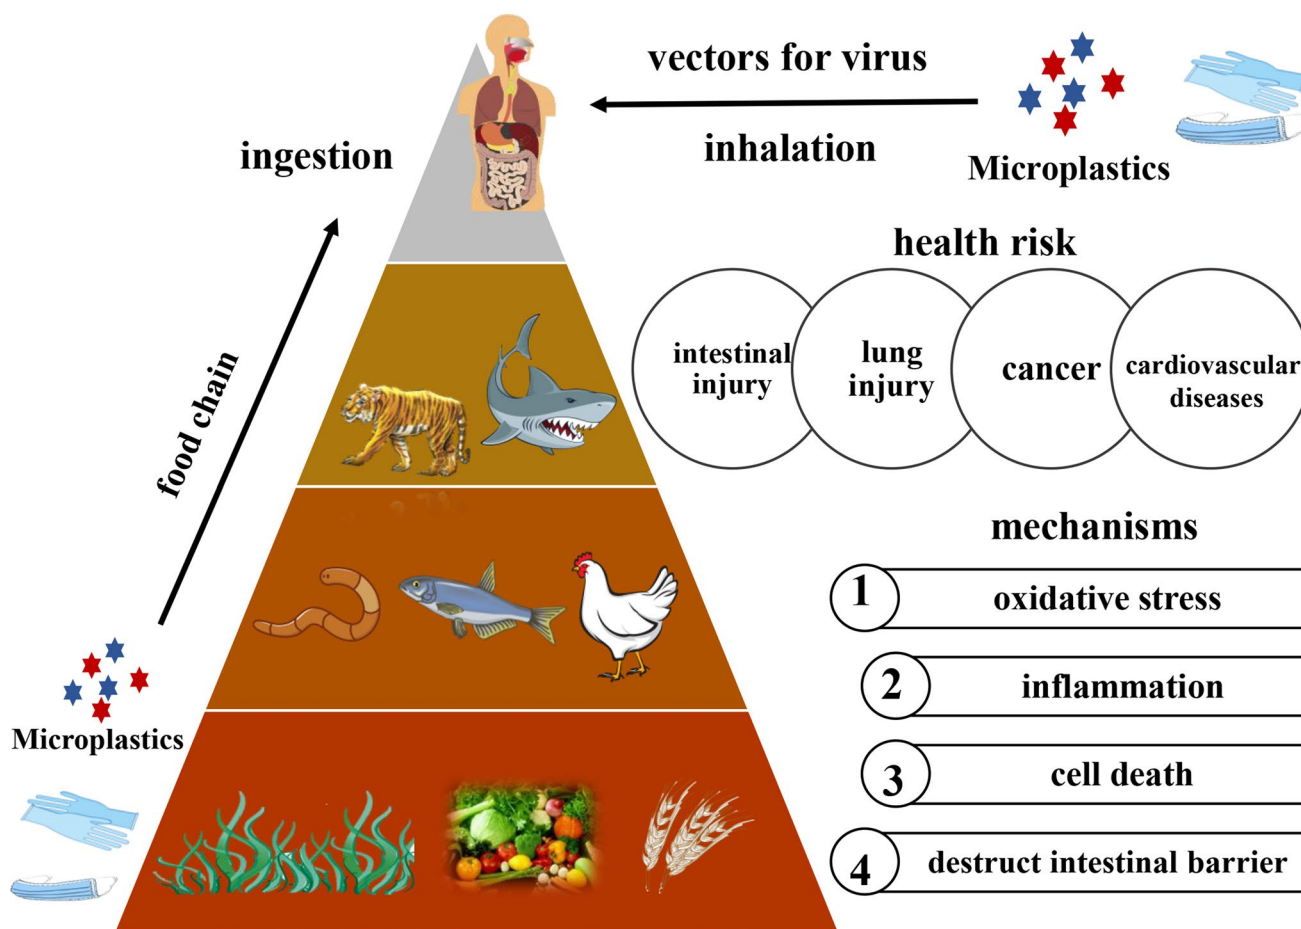 vectors for virus
ingestion
inhalation
Microplastics
health risk
food chain
intestinal
injury
lung
injury
cancer
cardiovascular
diseases
mechanisms
1 oxidative stress
2 inflammation
3 cell death
4 destruct intestinal barrier
Microplastics